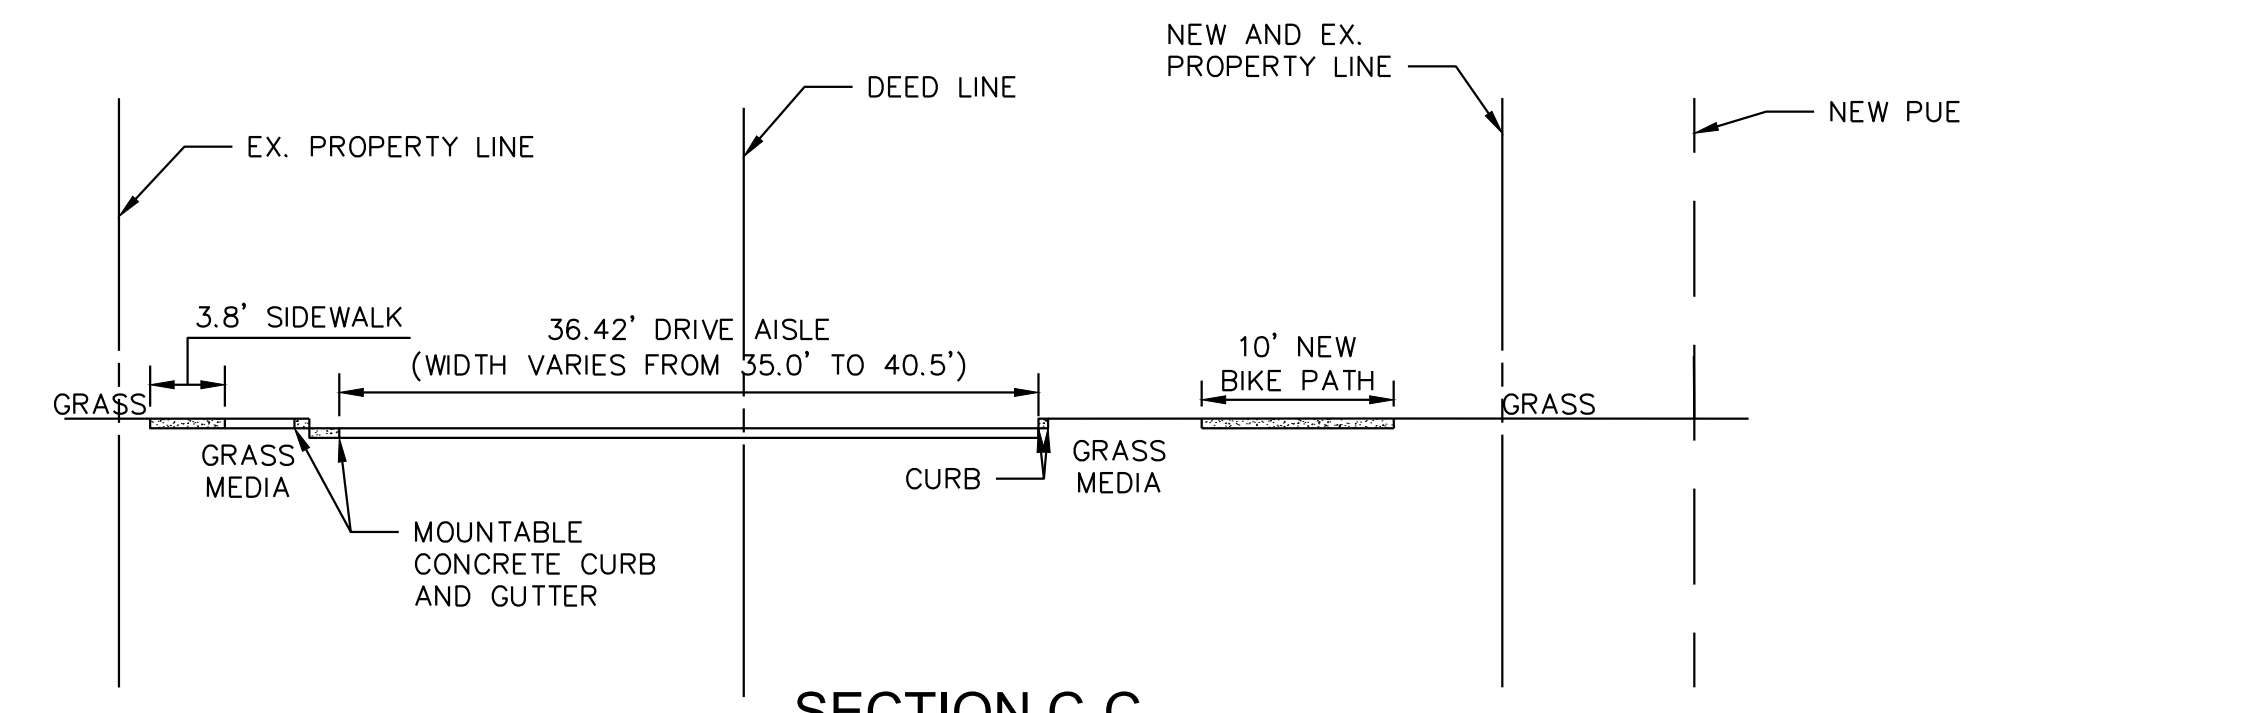 NEW AND EX.
PROPERTY LINE
DEED LINE
NEW PUE
EX. PROPERTY LINE
3.8' SIDEWALK
36.42' DRIVE AISLE
(WIDTH VARIES FROM 35.0' TO 40.5')
10' NEW
BIKE PATH
GRASS
GRASS
GRASS
MEDIA
CURB
GRASS
MEDIA
MOUNTABLE
CONCRETE CURB
AND GUTTER
SECTION C-C